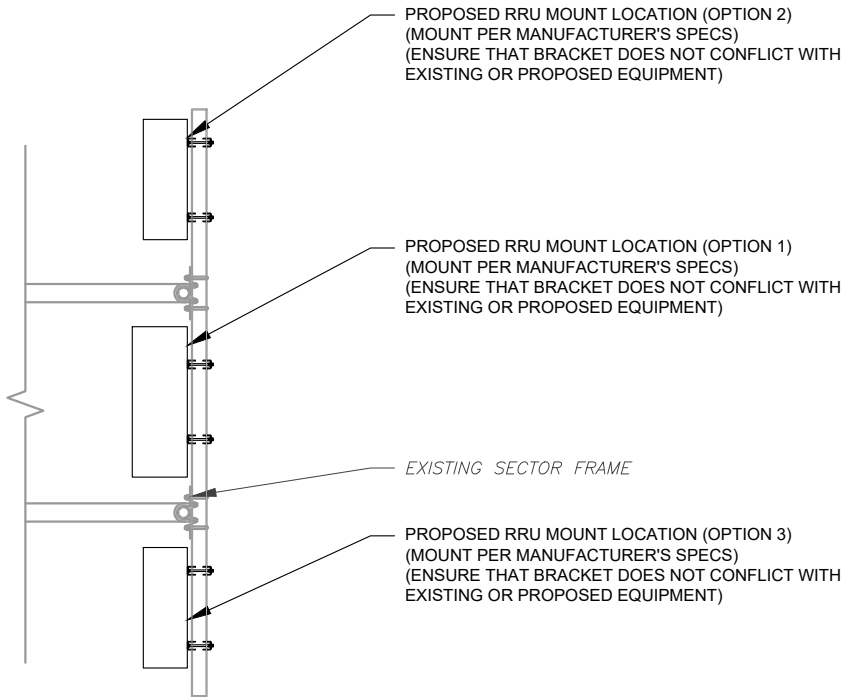 PROPOSED RRU MOUNT LOCATION (OPTION 2)
(MOUNT PER MANUFACTURER'S SPECS)
(ENSURE THAT BRACKET DOES NOT CONFLICT WITH
EXISTING OR PROPOSED EQUIPMENT)
PROPOSED RRU MOUNT LOCATION (OPTION 1)
(MOUNT PER MANUFACTURER'S SPECS)
(ENSURE THAT BRACKET DOES NOT CONFLICT WITH
EXISTING OR PROPOSED EQUIPMENT)
EXISTING SECTOR FRAME
PROPOSED RRU MOUNT LOCATION (OPTION 3)
(MOUNT PER MANUFACTURER'S SPECS)
(ENSURE THAT BRACKET DOES NOT CONFLICT WITH
EXISTING OR PROPOSED EQUIPMENT)